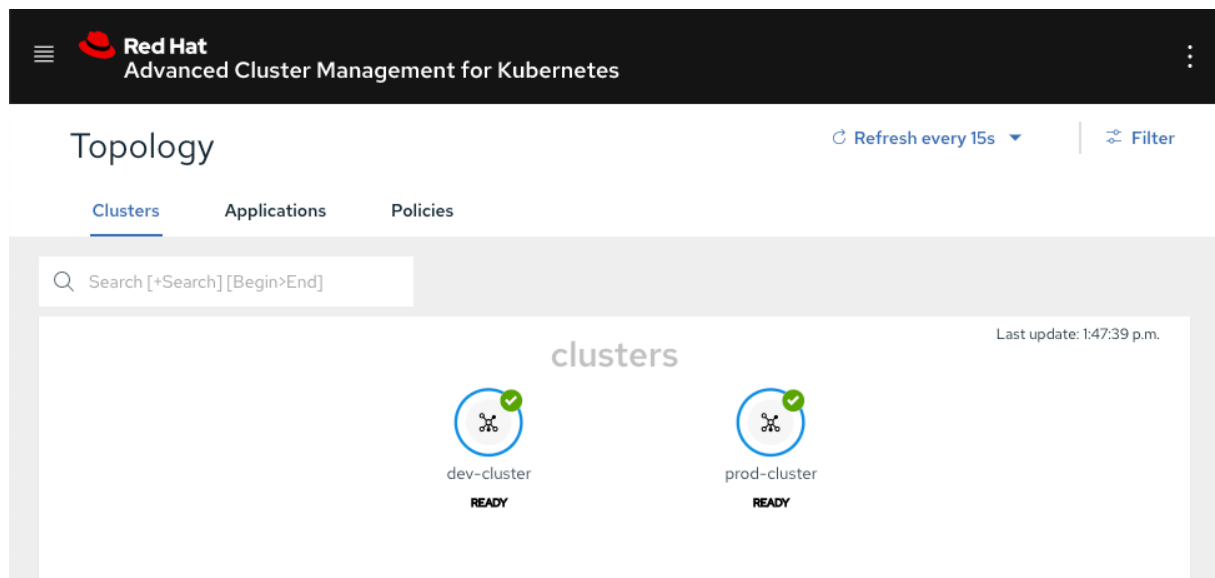 Red Hat
Advanced Cluster Management for Kubernetes
Topology
Refresh every 15s
Filter
Clusters Applications Policies
Search [+Search] [Begin>End]
Last update: 1:47:39 p.m.
clusters
dev-cluster prod-cluster
READY READY